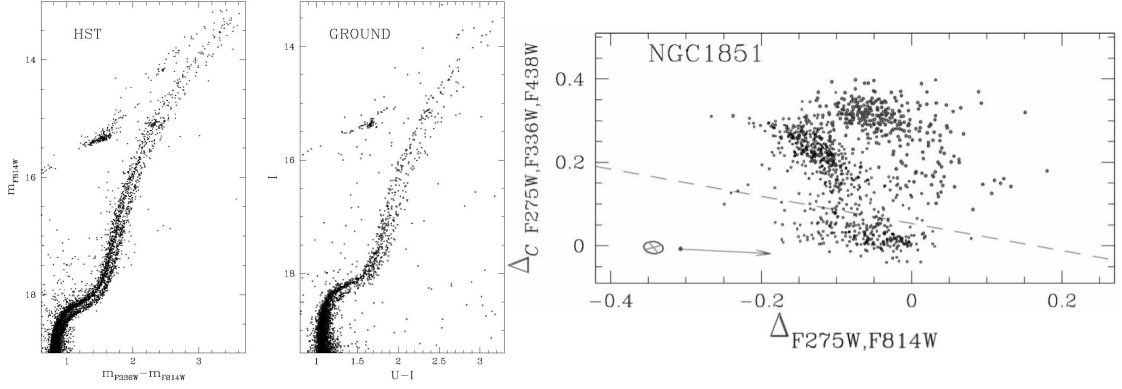 HST
14
16
18
m_F814W
1
2
3
m_F336W−m_F814W
GROUND
14
16
18
I
1
1.5
2
2.5
3
U−I
NGC1851
0.4
0.2
0
Δ_C F275W,F336W,F438W
−0.4
−0.2
0
0.2
Δ_F275W,F814W